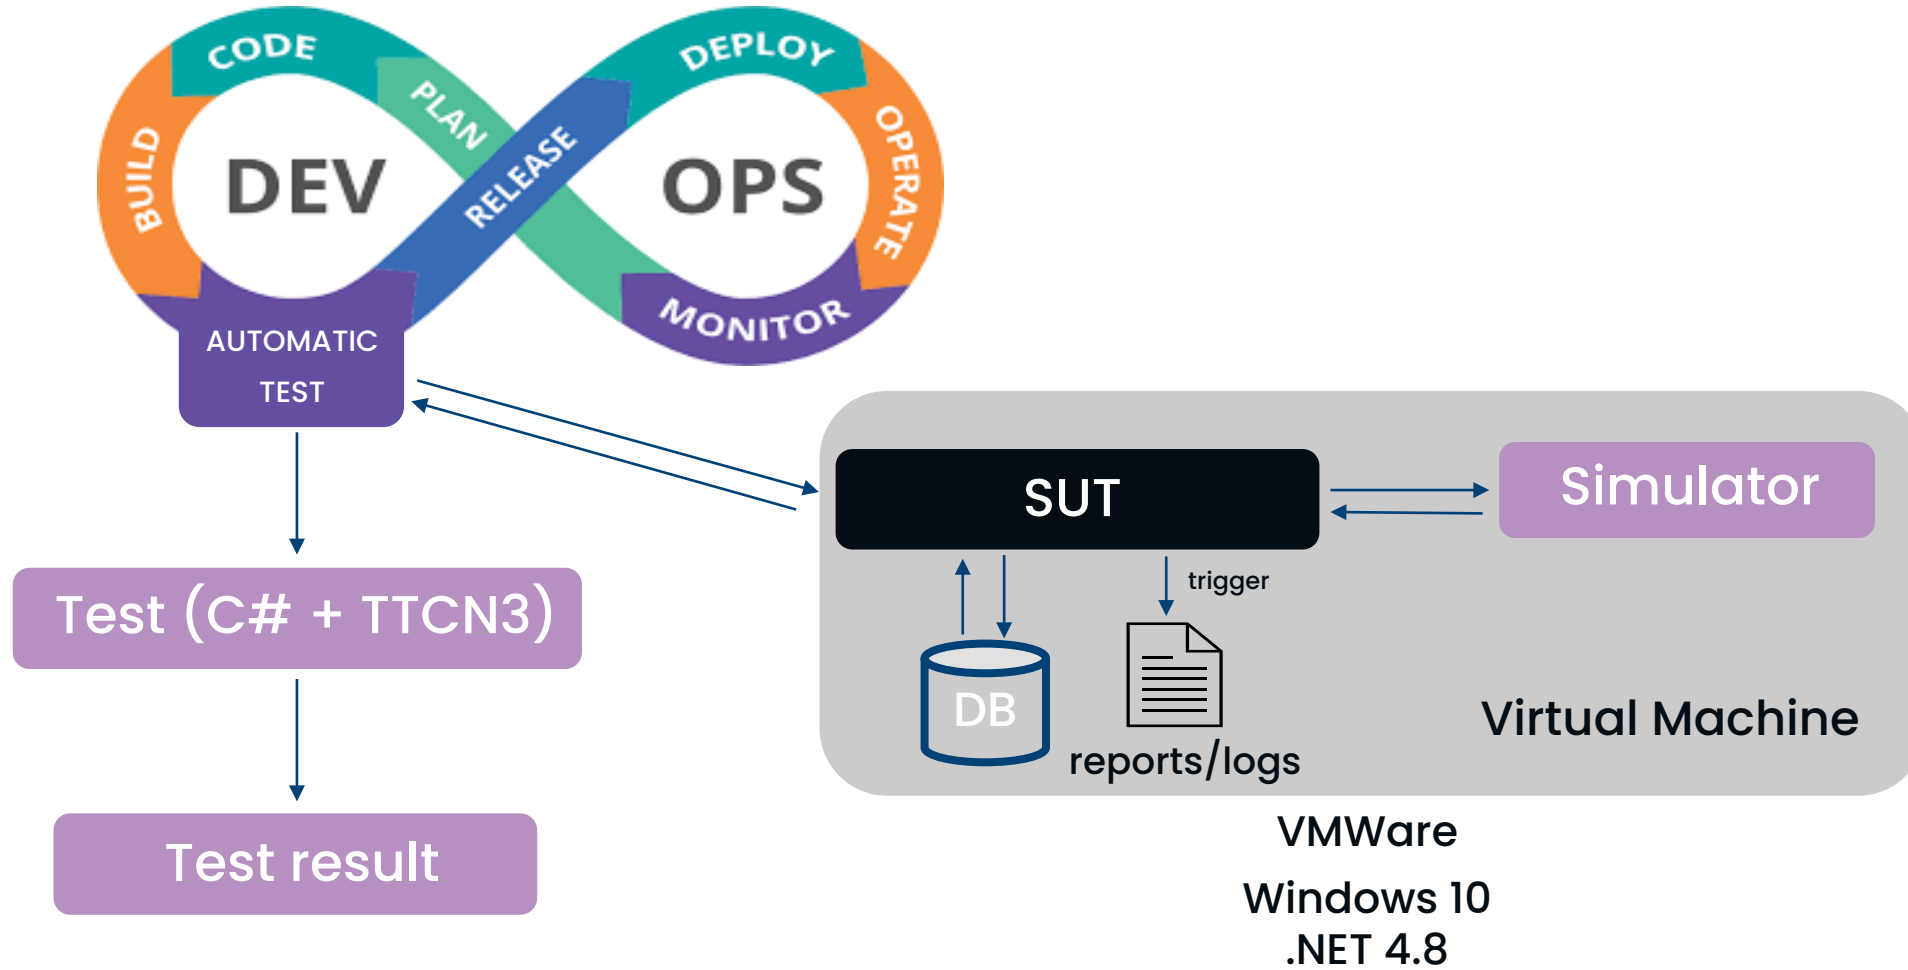 CODE
DEPLOY
PLAN
BUILD
DEV
RELEASE
OPS
OPERATE
MONITOR
AUTOMATIC
TEST
SUT
Simulator
trigger
Test (C# + TTCN3)
DB
reports/logs
Virtual Machine
VMWare
Test result
Windows 10
.NET 4.8